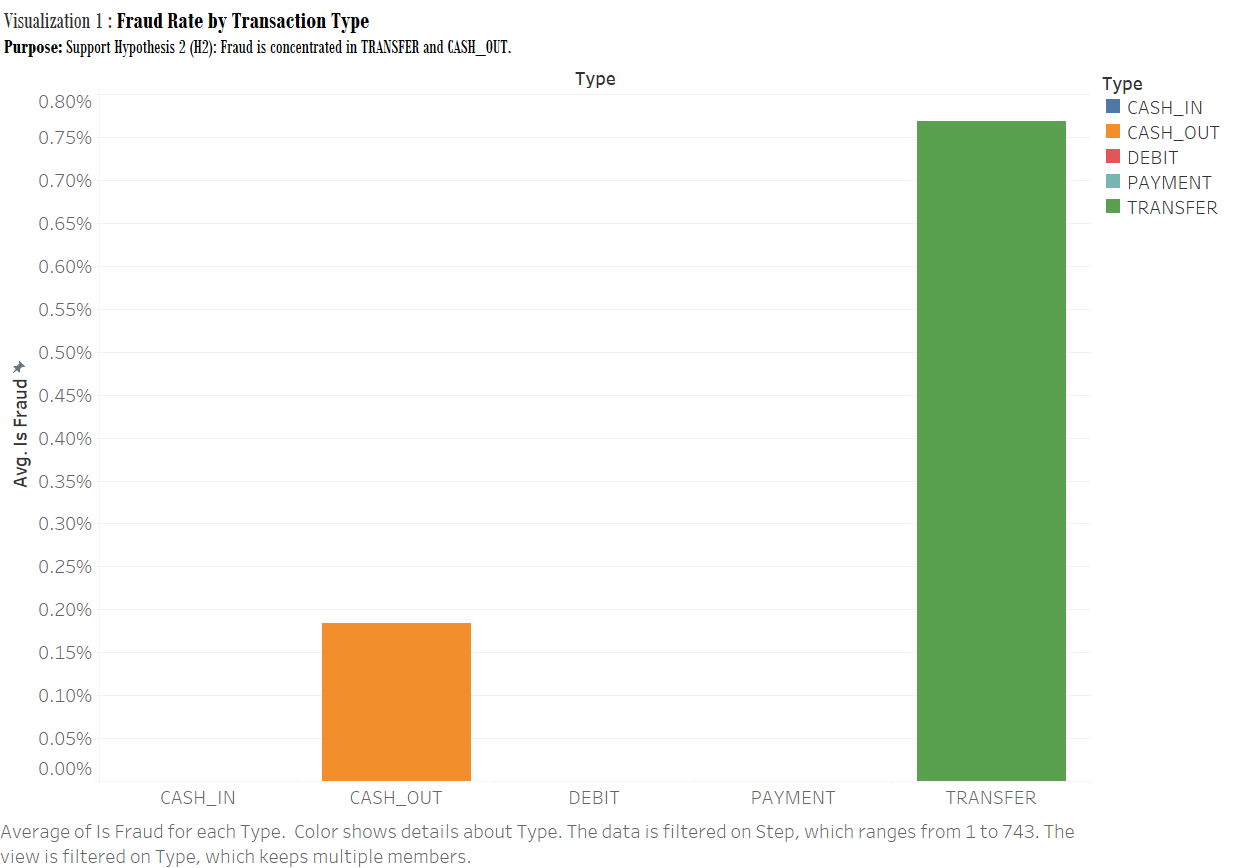 Visualization 1 : Fraud Rate by Transaction Type
Purpose: Support Hypothesis 2 (H2): Fraud is concentrated in TRANSFER and CASH_OUT.
Type
0.80%
0.75%
0.70%
0.65%
0.60%
0.55%
0.50%
0.45%
0.40%
0.35%
0.30%
0.25%
0.20%
0.15%
0.10%
0.05%
0.00%
Avg. Is Fraud
CASH_IN
CASH_OUT
DEBIT
PAYMENT
TRANSFER
Type
CASH_IN
CASH_OUT
DEBIT
PAYMENT
TRANSFER
Average of Is Fraud for each Type.  Color shows details about Type. The data is filtered on Step, which ranges from 1 to 743. The
view is filtered on Type, which keeps multiple members.